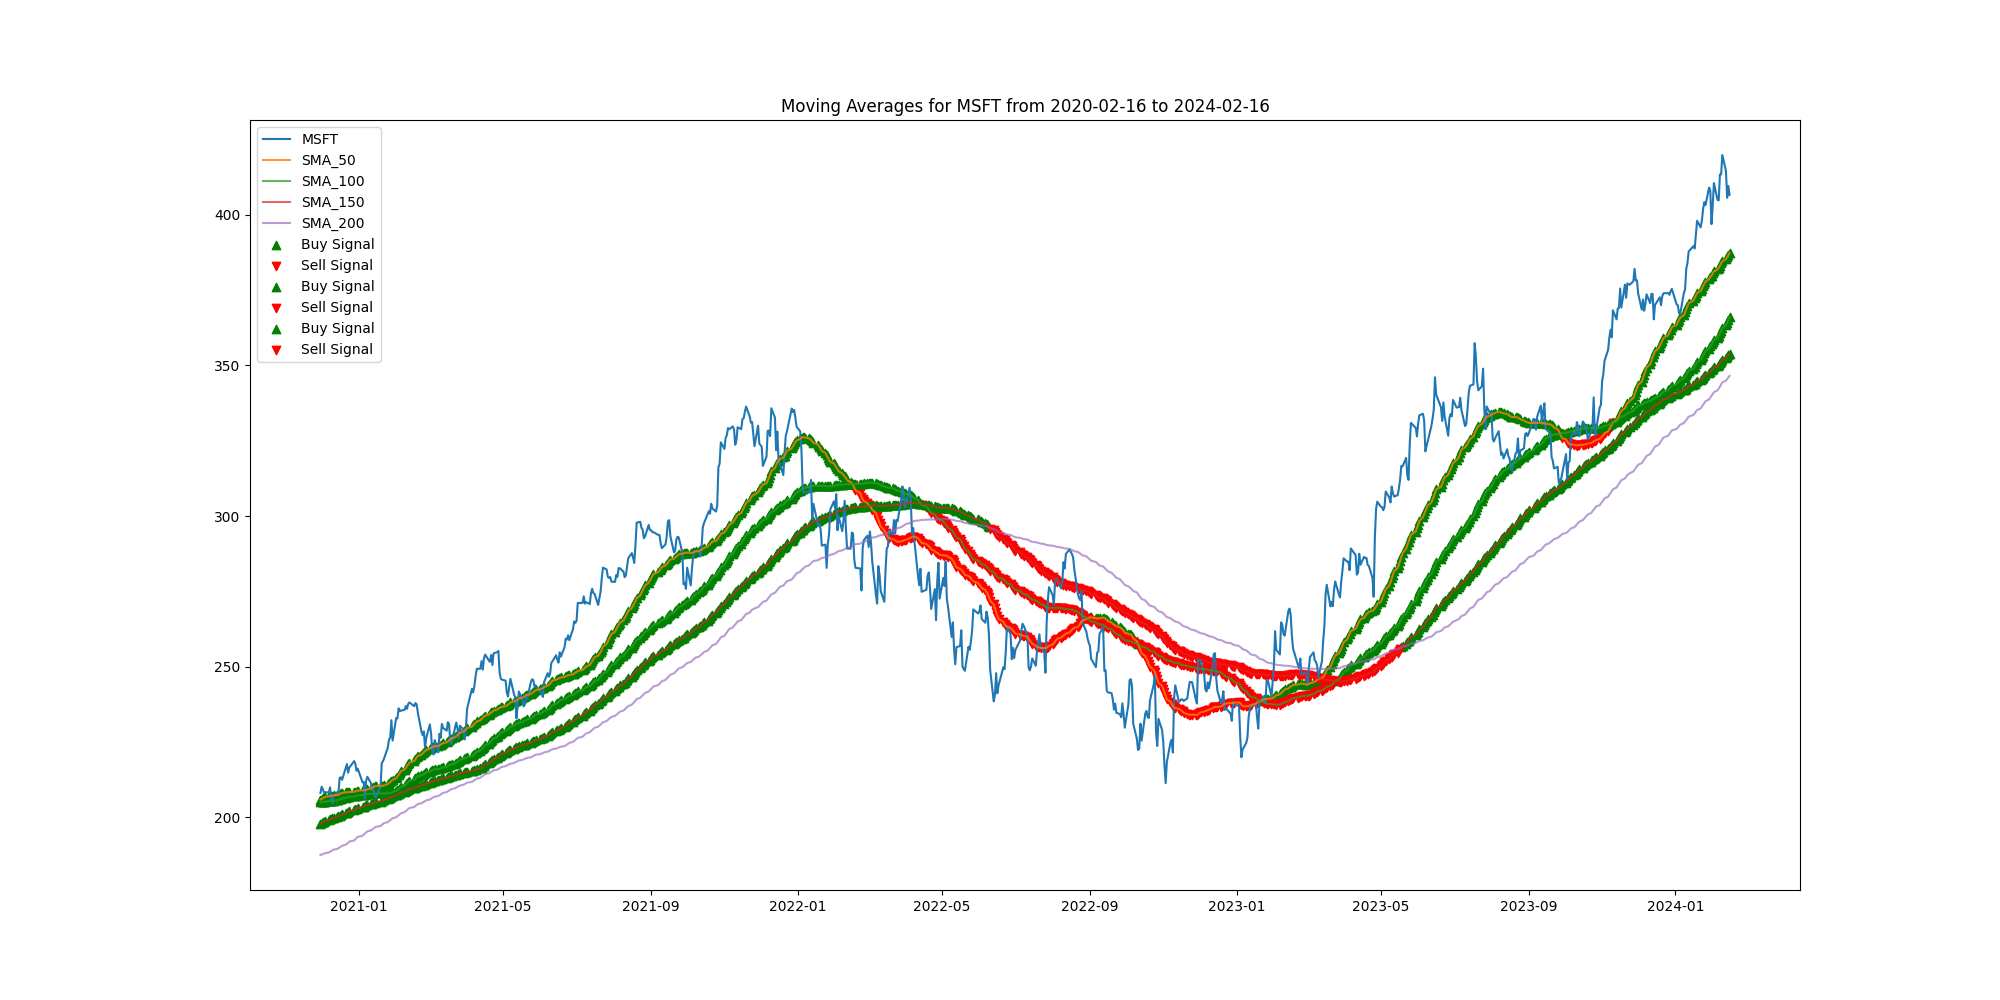 Moving Averages for MSFT from 2020-02-16 to 2024-02-16
MSFT
SMA_50
SMA_100
SMA_150
SMA_200
Buy Signal
Sell Signal
Buy Signal
Sell Signal
Buy Signal
Sell Signal
400
350
300
250
200
2021-01 2021-05 2021-09 2022-01 2022-05 2022-09 2023-01 2023-05 2023-09 2024-01